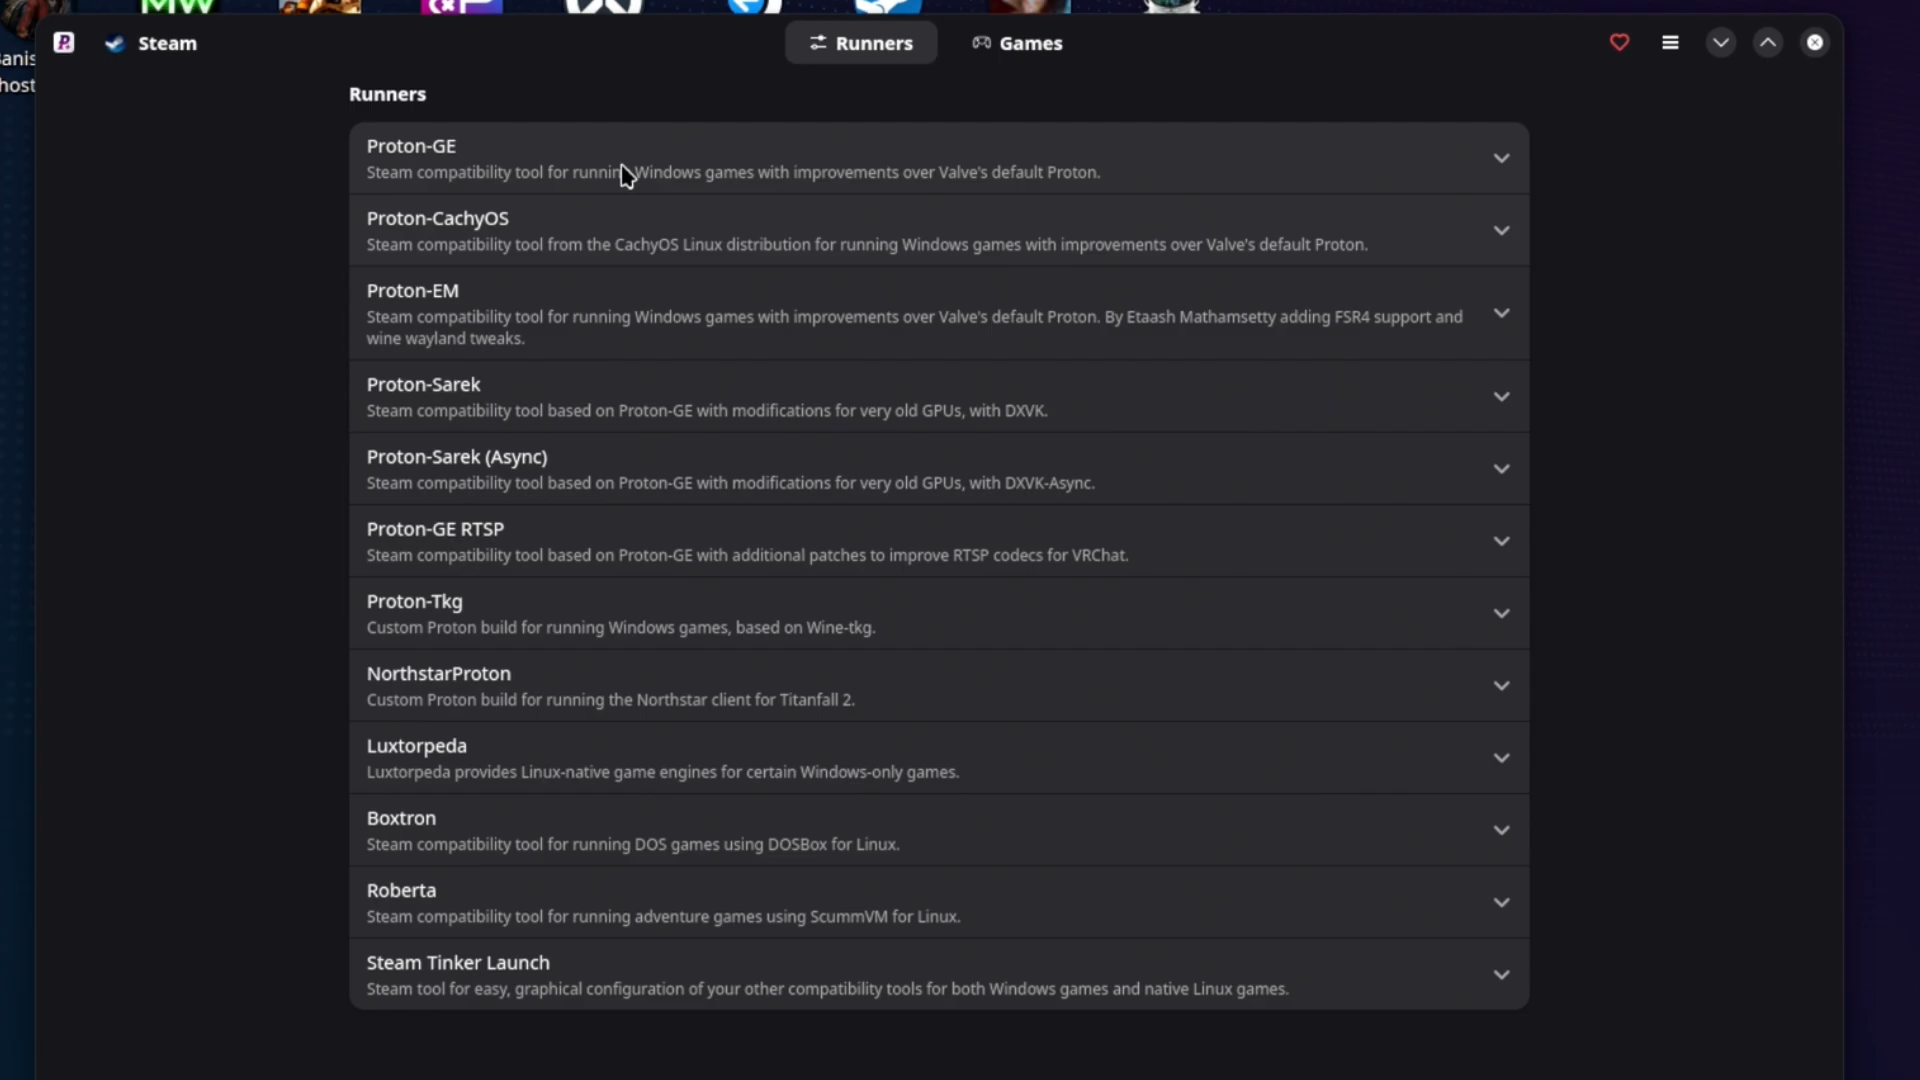 MW
anis
host
Steam
Runners
Games
Runners
Proton-GE
Steam compatibility tool for running Windows games with improvements over Valve's default Proton.
Proton-CachyOS
Steam compatibility tool from the CachyOS Linux distribution for running Windows games with improvements over Valve's default Proton.
Proton-EM
Steam compatibility tool for running Windows games with improvements over Valve's default Proton. By Etaash Mathamsetty adding FSR4 support and
wine wayland tweaks.
Proton-Sarek
Steam compatibility tool based on Proton-GE with modifications for very old GPUs, with DXVK.
Proton-Sarek (Async)
Steam compatibility tool based on Proton-GE with modifications for very old GPUs, with DXVK-Async.
Proton-GE RTSP
Steam compatibility tool based on Proton-GE with additional patches to improve RTSP codecs for VRChat.
Proton-Tkg
Custom Proton build for running Windows games, based on Wine-tkg.
NorthstarProton
Custom Proton build for running the Northstar client for Titanfall 2.
Luxtorpeda
Luxtorpeda provides Linux-native game engines for certain Windows-only games.
Boxtron
Steam compatibility tool for running DOS games using DOSBox for Linux.
Roberta
Steam compatibility tool for running adventure games using ScummVM for Linux.
Steam Tinker Launch
Steam tool for easy, graphical configuration of your other compatibility tools for both Windows games and native Linux games.